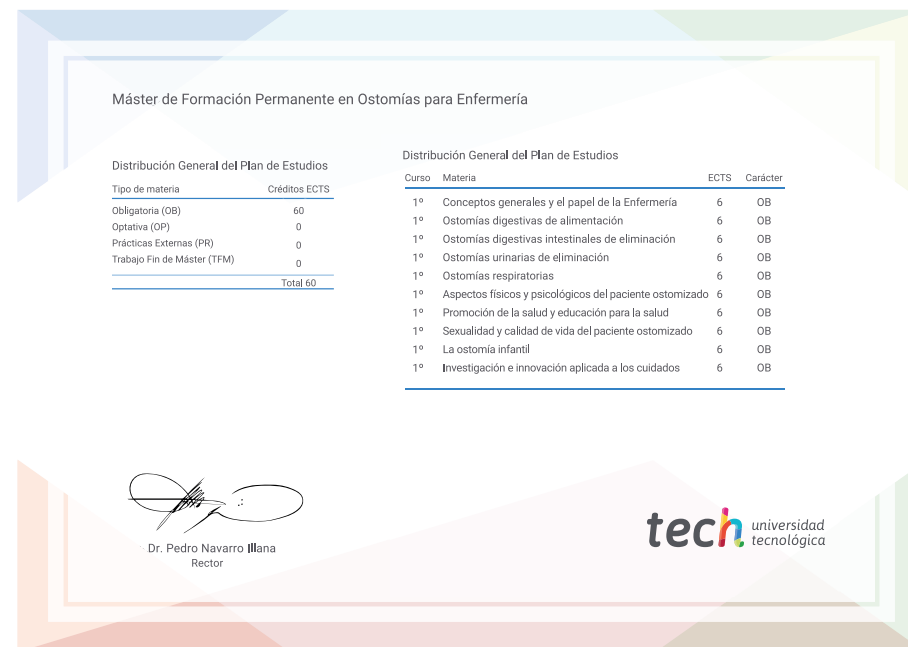 Máster de Formación Permanente en Ostomías para Enfermería
Distribución General del Plan de Estudios
Tipo de materia Créditos ECTS
Obligatoria (OB) 60
Optativa (OP) 0
Prácticas Externas (PR) 0
Trabajo Fin de Máster (TFM) 0
Total 60
Distribución General del Plan de Estudios
Curso Materia ECTS Carácter
1º Conceptos generales y el papel de la Enfermería 6 OB
1º Ostomías digestivas de alimentación 6 OB
1º Ostomías digestivas intestinales de eliminación 6 OB
1º Ostomías urinarias de eliminación 6 OB
1º Ostomías respiratorias 6 OB
1º Aspectos físicos y psicológicos del paciente ostomizado 6 OB
1º Promoción de la salud y educación para la salud 6 OB
1º Sexualidad y calidad de vida del paciente ostomizado 6 OB
1º La ostomía infantil 6 OB
1º Investigación e innovación aplicada a los cuidados 6 OB
Dr. Pedro Navarro Illana
Rector
tech universidad
tecnológica